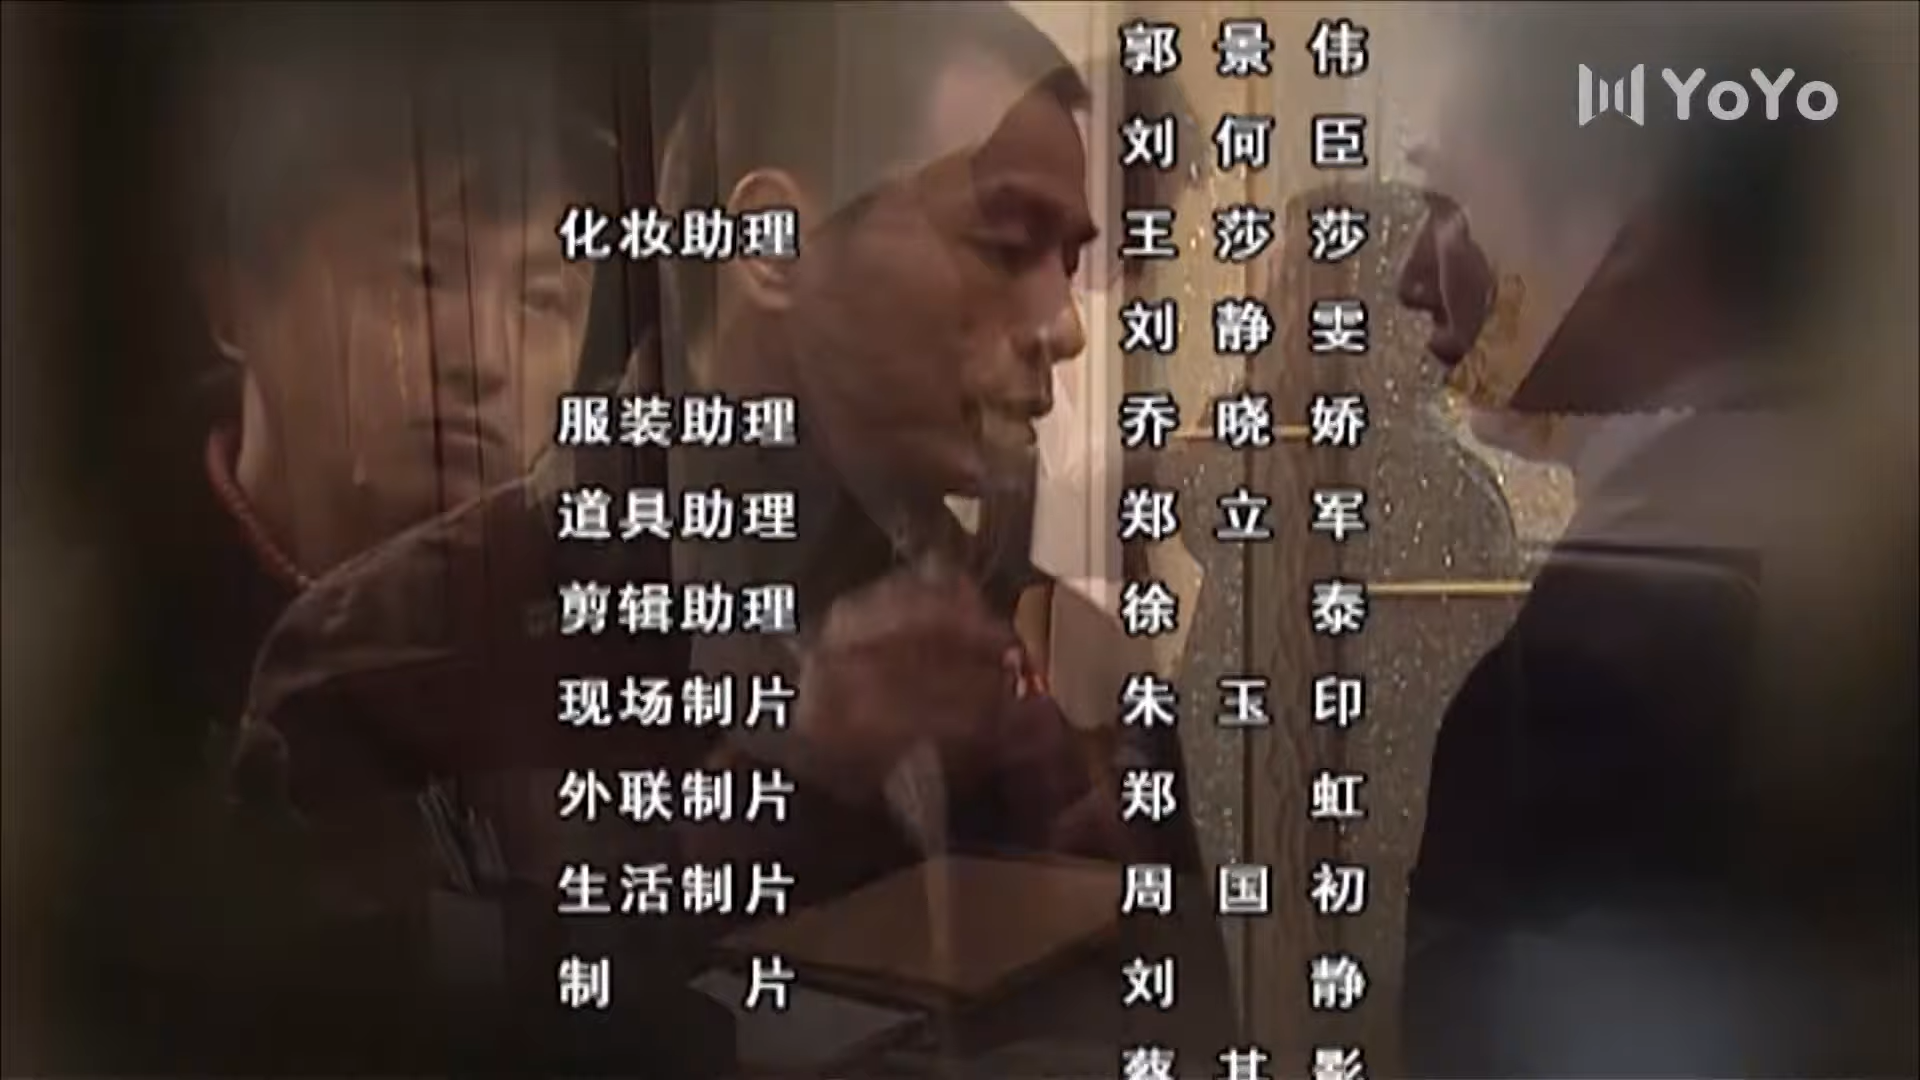 郭景伟
YoYo
刘何臣
化妆助理 王莎莎
刘静雯
服装助理 乔晓娇
道具助理 郑立军
剪辑助理 徐泰
现场制片 朱玉印
外联制片 郑虹
生活制片 周国初
制片 刘静
蔡其影